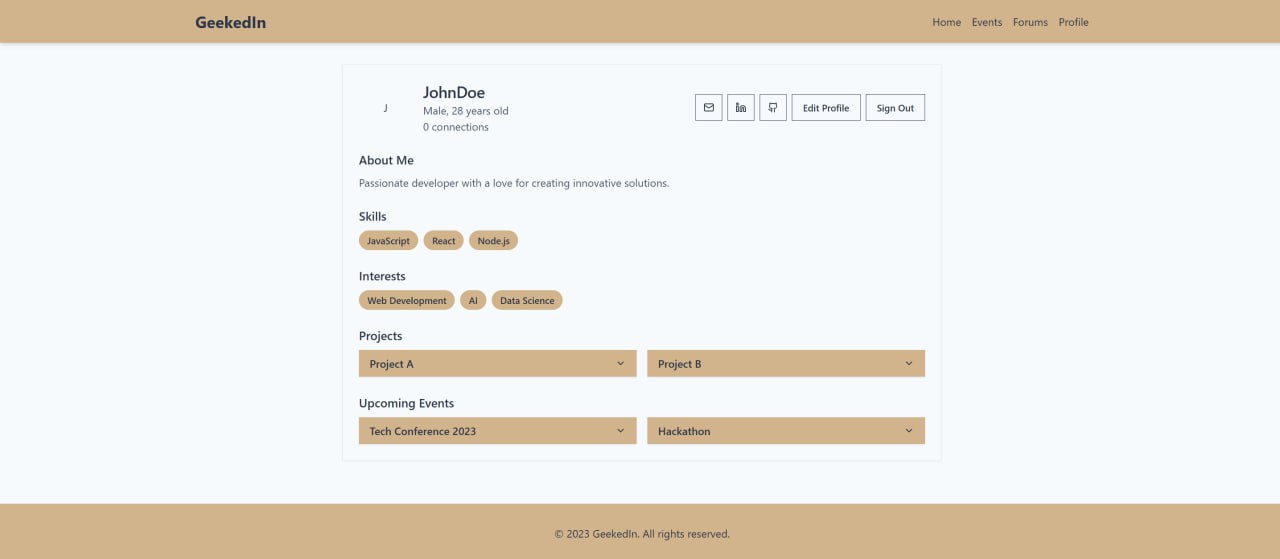 GeekedIn
Home Events Forums Profile
J
JohnDoe
Male, 28 years old
0 connections
Edit Profile
Sign Out
About Me
Passionate developer with a love for creating innovative solutions.
Skills
JavaScript React Node.js
Interests
Web Development AI Data Science
Projects
Project A Project B
Upcoming Events
Tech Conference 2023 Hackathon
© 2023 GeekedIn. All rights reserved.